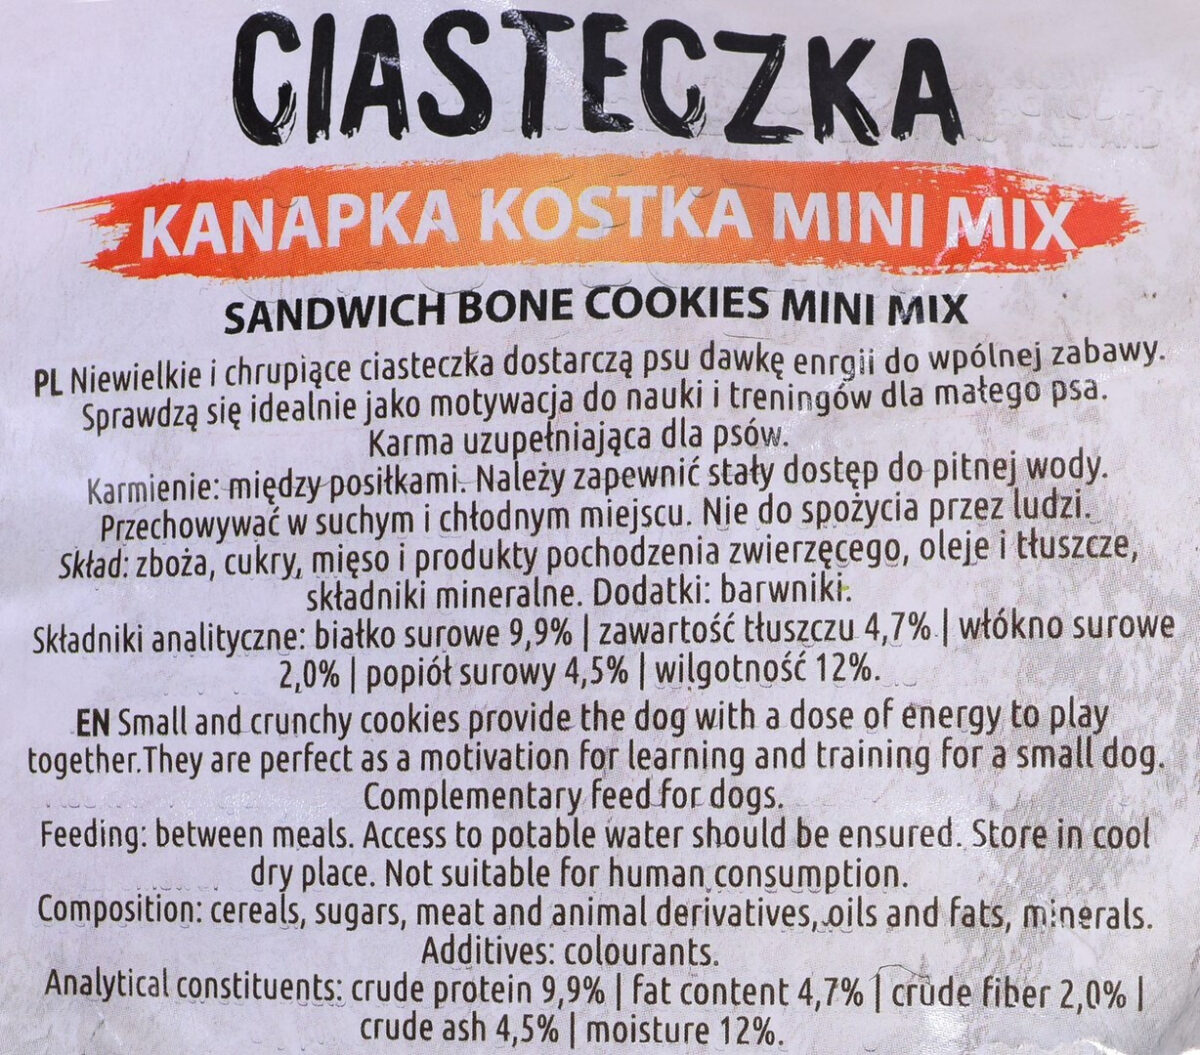 CIASTECZKA
KANAPKA KOSTKA MINI MIX
SANDWICH BONE COOKIES MINI MIX
PL Niewielkie i chrupiące ciasteczka dostarczą psu dawkę enrgii do wpólnej zabawy.
Sprawdzą się idealnie jako motywacja do nauki i treningów dla małego psa.
Karma uzupełniająca dla psów.
Karmienie: między posiłkami. Należy zapewnić stały dostęp do pitnej wody.
Przechowywać w suchym i chłodnym miejscu. Nie do spożycia przez ludzi.
Skład: zboża, cukry, mięso i produkty pochodzenia zwierzęcego, oleje i tłuszcze,
składniki mineralne. Dodatki: barwniki.
Składniki analityczne: białko surowe 9,9% | zawartość tłuszczu 4,7% | włókno surowe
2,0% | popiół surowy 4,5% | wilgotność 12%.
EN Small and crunchy cookies provide the dog with a dose of energy to play
together.They are perfect as a motivation for learning and training for a small dog.
Complementary feed for dogs.
Feeding: between meals. Access to potable water should be ensured. Store in cool
dry place. Not suitable for human consumption.
Composition: cereals, sugars, meat and animal derivatives, oils and fats, minerals.
Additives: colourants.
Analytical constituents: crude protein 9,9% | fat content 4,7% | crude fiber 2,0% |
crude ash 4,5% | moisture 12%.